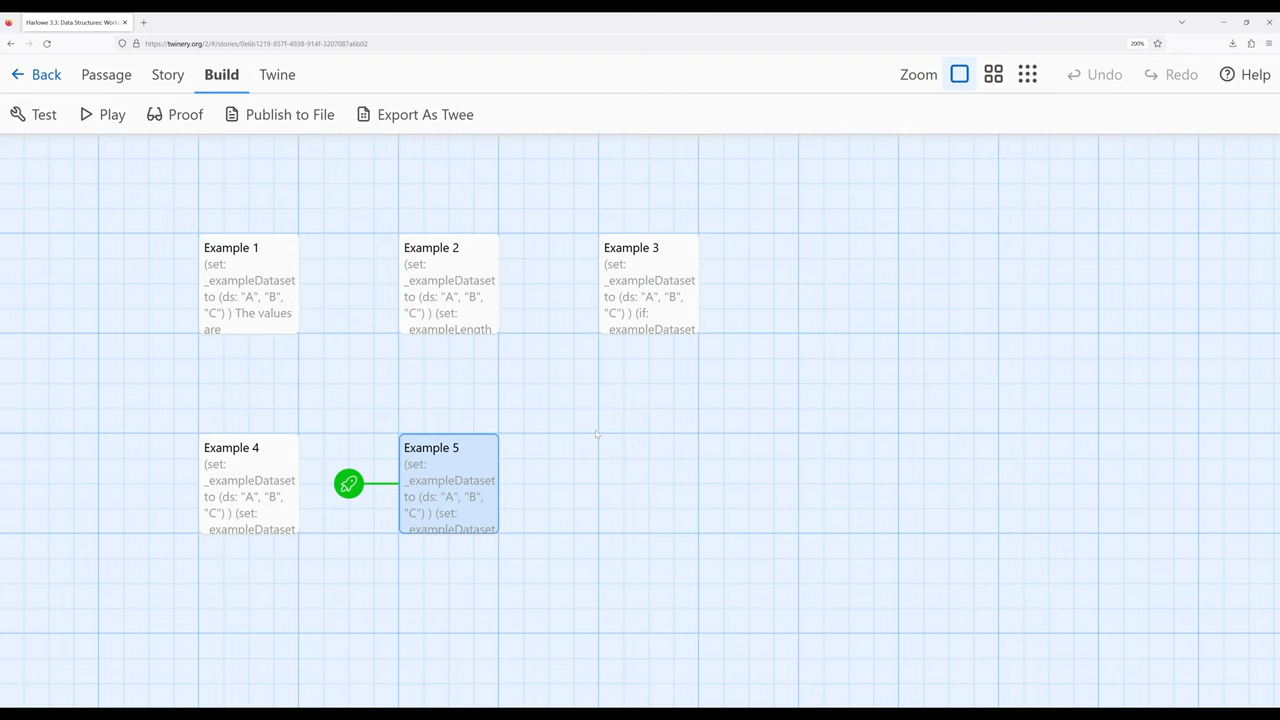 Harlowe 3.3: Data Structures: Work
https://twinery.org/2/#/stories/0e6b1219-857f-4938-914f-3207087a6b02
200%
Back Passage Story Build Twine Zoom Undo Redo Help
Test Play Proof Publish to File Export As Twee
Example 1
(set:
_exampleDataset
to (ds: "A", "B",
"C") ) The values
are
Example 2
(set:
_exampleDataset
to (ds: "A", "B",
"C") ) (set:
_exampleLength
Example 3
(set:
_exampleDataset
to (ds: "A", "B",
"C") ) (if:
_exampleDataset
Example 4
(set:
_exampleDataset
to (ds: "A", "B",
"C") ) (set:
_exampleDataset
Example 5
(set:
_exampleDataset
to (ds: "A", "B",
"C") ) (set:
_exampleDataset